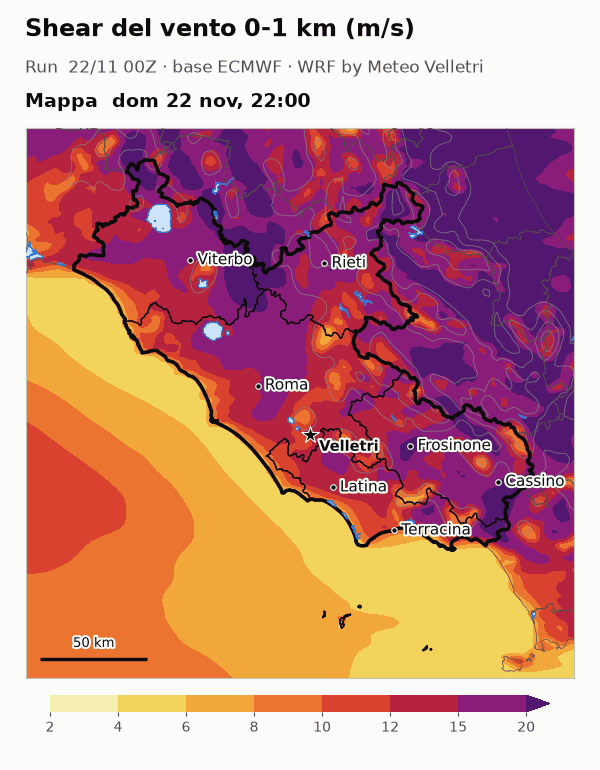 Shear del vento 0-1 km (m/s)
Run 22/11 00Z · base ECMWF · WRF by Meteo Velletri
Mappa dom 22 nov, 22:00
Viterbo
Rieti
Roma
Velletri
Frosinone
Latina
Cassino
Terracina
50 km
2 4 6 8 10 12 15 20